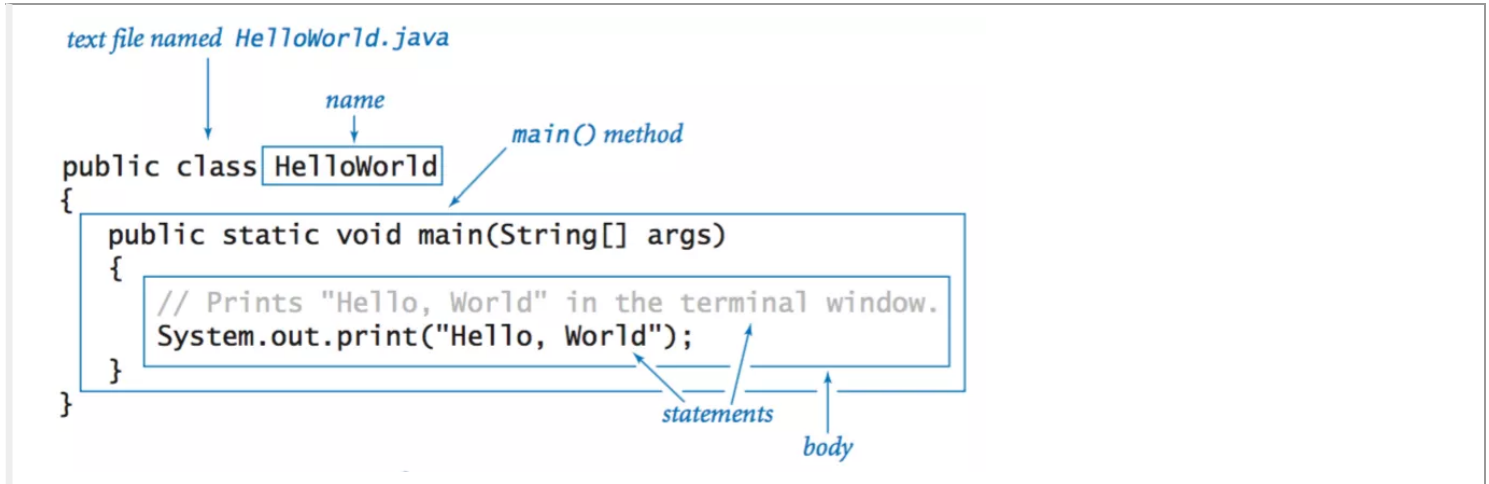 text file named HelloWorld.java
name
main() method
public class HelloWorld
{
public static void main(String[] args)
{
// Prints "Hello, World" in the terminal window.
System.out.print("Hello, World");
}
}
statements
body